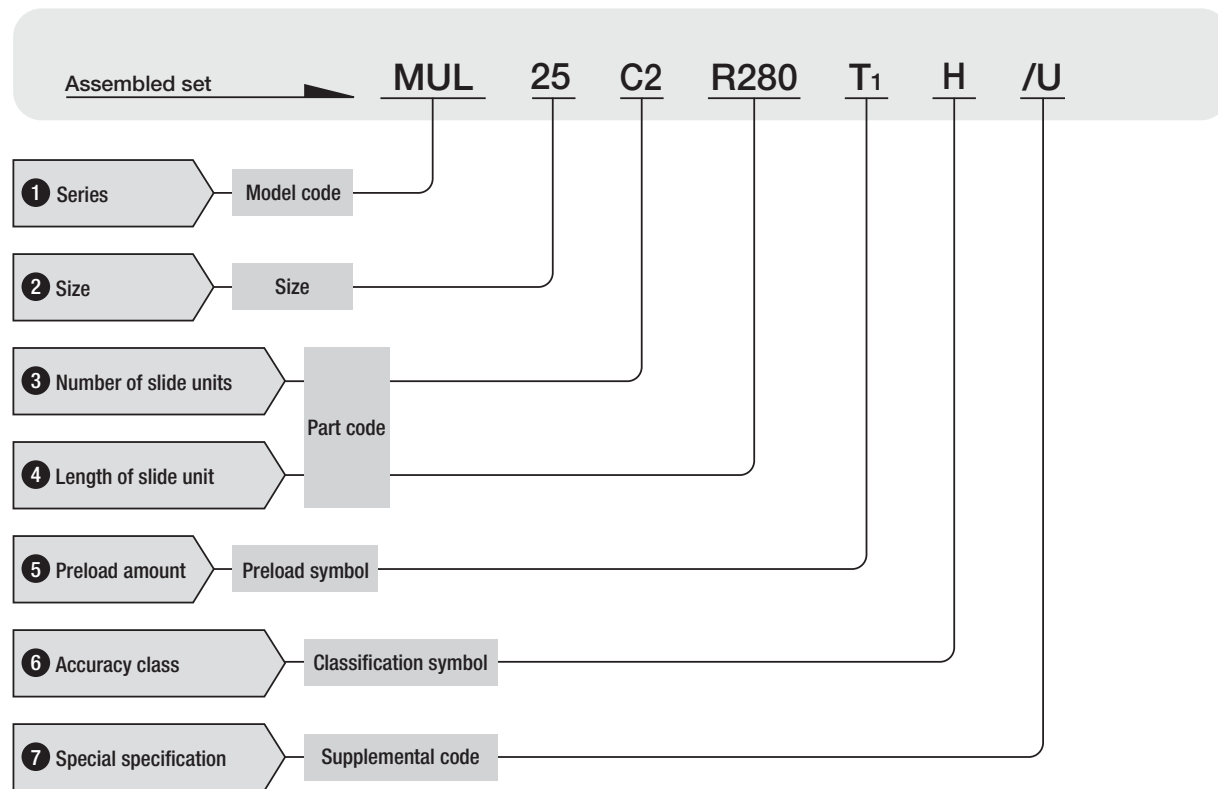 Assembled set MUL 25 C2 R280 T1 H /U
1 Series Model code
2 Size Size
3 Number of slide units
Part code
4 Length of slide unit
5 Preload amount Preload symbol
6 Accuracy class Classification symbol
7 Special specification Supplemental code